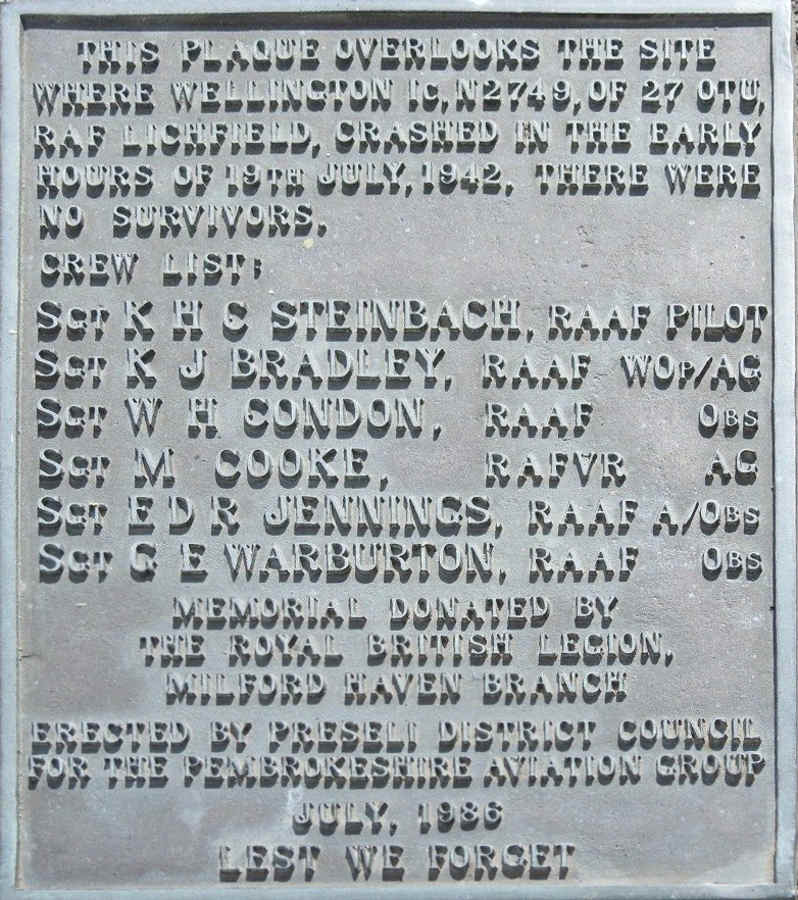 THIS PLAQUE OVERLOOKS THE SITE
WHERE WELLINGTON IC, N2749, OF 27 OTU,
RAF LICHFIELD, CRASHED IN THE EARLY
HOURS OF 19TH JULY, 1942. THERE WERE
NO SURVIVORS.
CREW LIST:
SGT K H C STEINBACH, RAAF PILOT
SGT K J BRADLEY, RAAF WOP/AG
SGT W H CONDON, RAAF OBS
SGT M COOKE, RAFVR AG
SGT E D R JENNINGS, RAAF A/OBS
SGT G E WARBURTON, RAAF OBS
MEMORIAL DONATED BY
THE ROYAL BRITISH LEGION,
MILFORD HAVEN BRANCH
ERECTED BY PRESELI DISTRICT COUNCIL
FOR THE PEMBROKESHIRE AVIATION GROUP
JULY, 1986
LEST WE FORGET